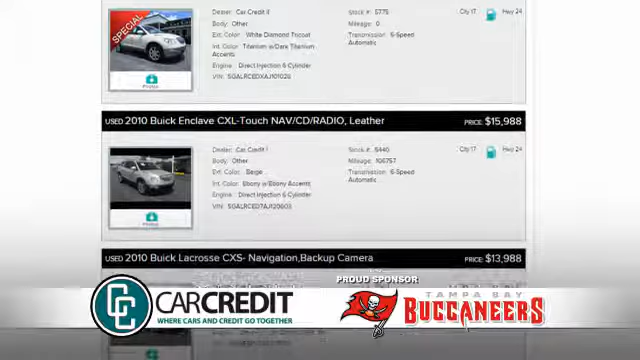 SPECIAL
Dealer: Car Credit II
Body: Other
Ext. Color: White Diamond Tricoat
Int. Color: Titanium w/Dark Titanium
Accents
Engine: Direct Injection 6 Cylinder
Stock #: 5775
Mileage: 0
Transmission: 6-Speed
Automatic
City 17
Hwy 24
Photos
USED 2010 Buick Enclave CXL-Touch NAV/CD/RADIO, Leather
PRICE: $15,988
Dealer: Car Credit I
Body: Other
Ext. Color: Beige
Int. Color: Ebony w/Ebony Accents
Engine: Direct Injection 6 Cylinder
Stock #: 5440
Mileage: 106757
Transmission: 6-Speed
Automatic
City 17
Hwy 24
Photos
USED 2010 Buick Lacrosse CXS- Navigation,Backup Camera
PRICE: $13,988
PROUD SPONSOR
CC
CARCREDIT
WHERE CARS AND CREDIT GO TOGETHER
TAMPA BAY
BUCCANEERS